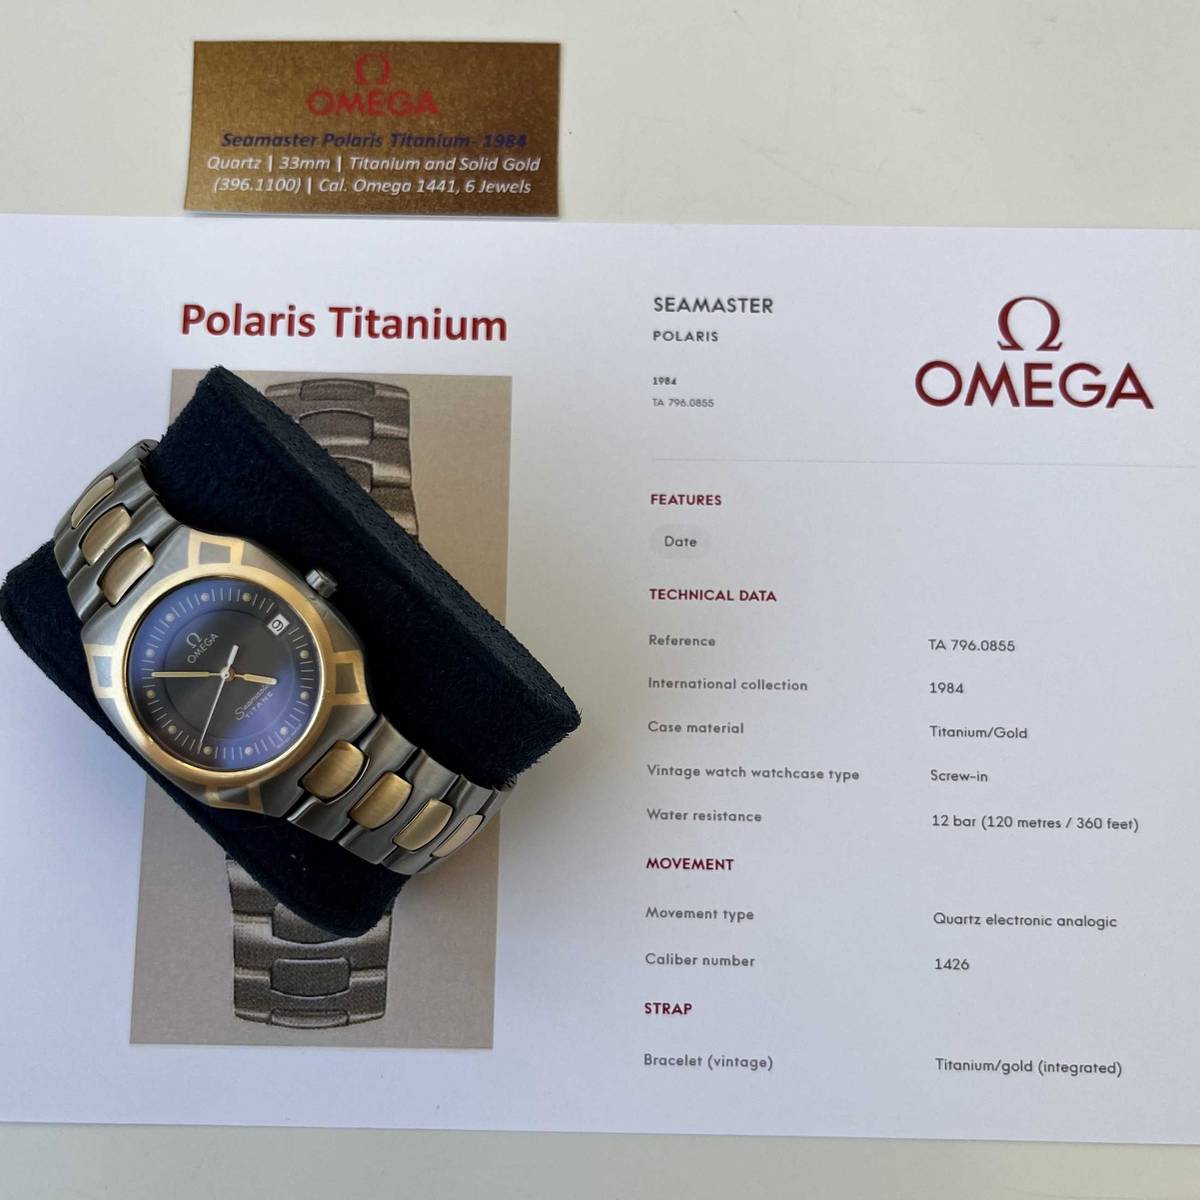 OMEGA
Seamaster Polaris Titanium- 1984
Quartz | 33mm | Titanium and Solid Gold
(396.1100) | Cal. Omega 1441, 6 Jewels
Polaris Titanium
SEAMASTER
POLARIS
1984
TA 796.0855
Ω
OMEGA
FEATURES
Date
TECHNICAL DATA
Reference TA 796.0855
International collection 1984
Case material Titanium/Gold
Vintage watch watchcase type Screw-in
Water resistance 12 bar (120 metres / 360 feet)
MOVEMENT
Movement type Quartz electronic analogic
Caliber number 1426
STRAP
Bracelet (vintage) Titanium/gold (integrated)
OMEGA
Seamaster
TITANE